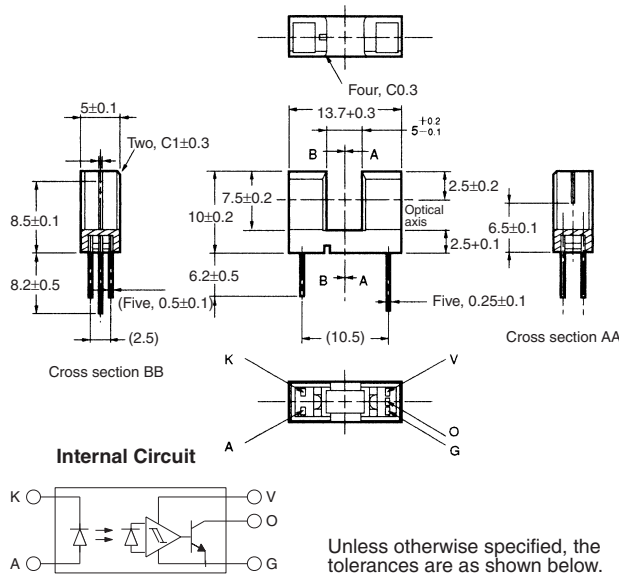 Four, C0.3
5±0.1
13.7+0.3
5 +0.2 -0.1
Two, C1±0.3
B A
2.5±0.2
7.5±0.2
8.5±0.1
10±0.2
Optical
axis
6.5±0.1
2.5+0.1
6.2±0.5
8.2±0.5
B A
(Five, 0.5±0.1)
Five, 0.25±0.1
(2.5)
(10.5)
Cross section AA
Cross section BB
K
V
A
O
G
Internal Circuit
K
V
O
A
G
Unless otherwise specified, the
tolerances are as shown below.